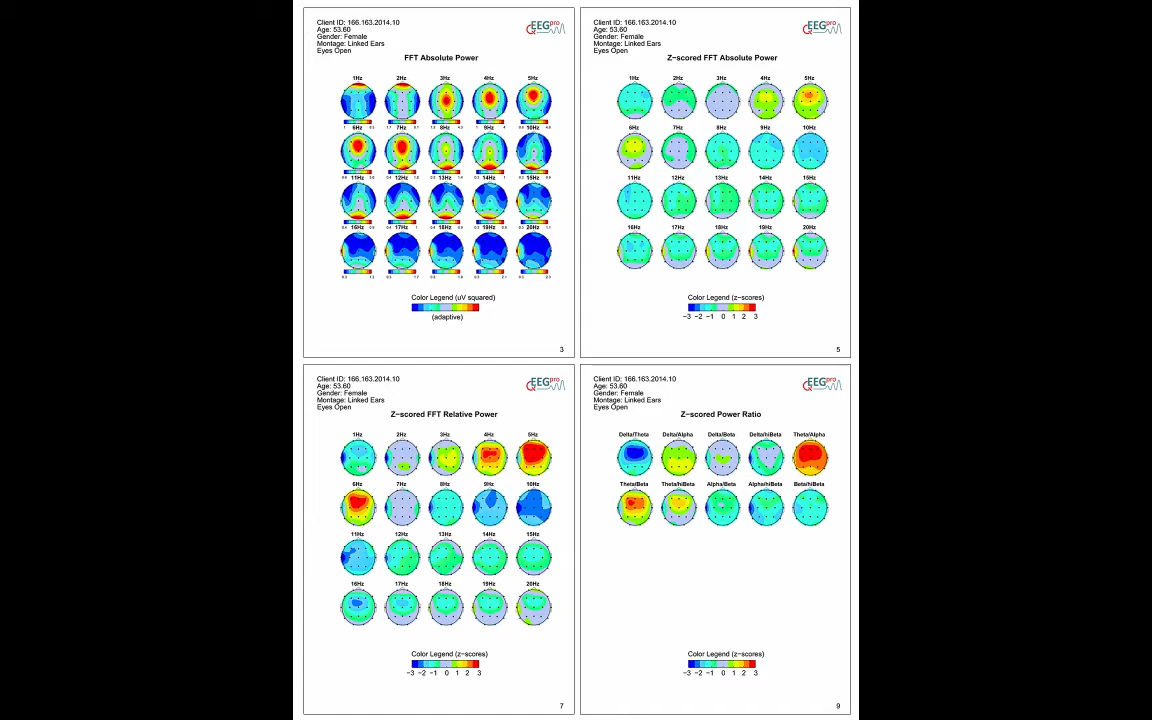 Client ID: 166.163.2014.10
Age: 53.60
Gender: Female
Montage: Linked Ears
Eyes Open
QEEGpro
FFT Absolute Power
1Hz 2Hz 3Hz 4Hz 5Hz
6Hz 7Hz 8Hz 9Hz 10Hz
11Hz 12Hz 13Hz 14Hz 15Hz
16Hz 17Hz 18Hz 19Hz 20Hz
Color Legend (uV squared)
(adaptive)
3
Client ID: 166.163.2014.10
Age: 53.60
Gender: Female
Montage: Linked Ears
Eyes Open
QEEGpro
Z-scored FFT Absolute Power
1Hz 2Hz 3Hz 4Hz 5Hz
6Hz 7Hz 8Hz 9Hz 10Hz
11Hz 12Hz 13Hz 14Hz 15Hz
16Hz 17Hz 18Hz 19Hz 20Hz
Color Legend (z-scores)
-3 -2 -1 0 1 2 3
5
Client ID: 166.163.2014.10
Age: 53.60
Gender: Female
Montage: Linked Ears
Eyes Open
QEEGpro
Z-scored FFT Relative Power
1Hz 2Hz 3Hz 4Hz 5Hz
6Hz 7Hz 8Hz 9Hz 10Hz
11Hz 12Hz 13Hz 14Hz 15Hz
16Hz 17Hz 18Hz 19Hz 20Hz
Color Legend (z-scores)
-3 -2 -1 0 1 2 3
7
Client ID: 166.163.2014.10
Age: 53.60
Gender: Female
Montage: Linked Ears
Eyes Open
QEEGpro
Z-scored Power Ratio
Delta/Theta Delta/Alpha Delta/Beta Delta/hiBeta Theta/Alpha
Theta/Beta Theta/hiBeta Alpha/Beta Alpha/hiBeta Beta/hiBeta
Color Legend (z-scores)
-3 -2 -1 0 1 2 3
9